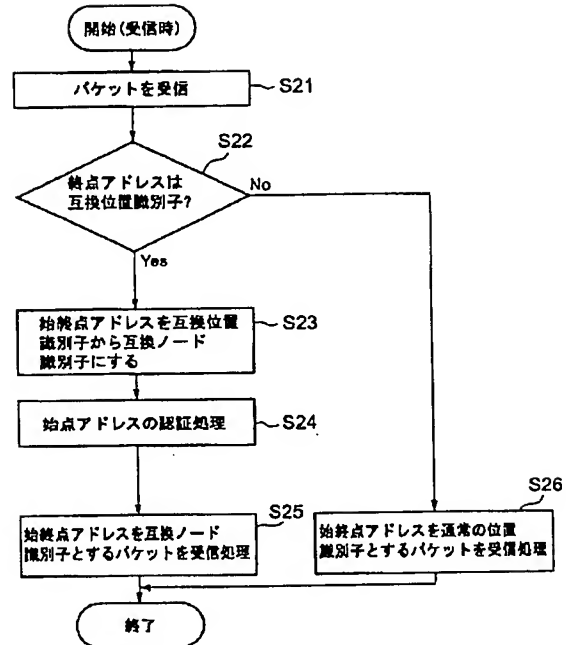 開始(受信時)
パケットを受信
S21
S22
終点アドレスは
互換位置識別子?
No
Yes
始終点アドレスを互換位置
識別子から互換ノード
識別子にする
S23
始点アドレスの認証処理
S24
S25
始終点アドレスを互換ノード
識別子とするパケットを受信処理
S26
始終点アドレスを通常の位置
識別子とするパケットを受信処理
終了